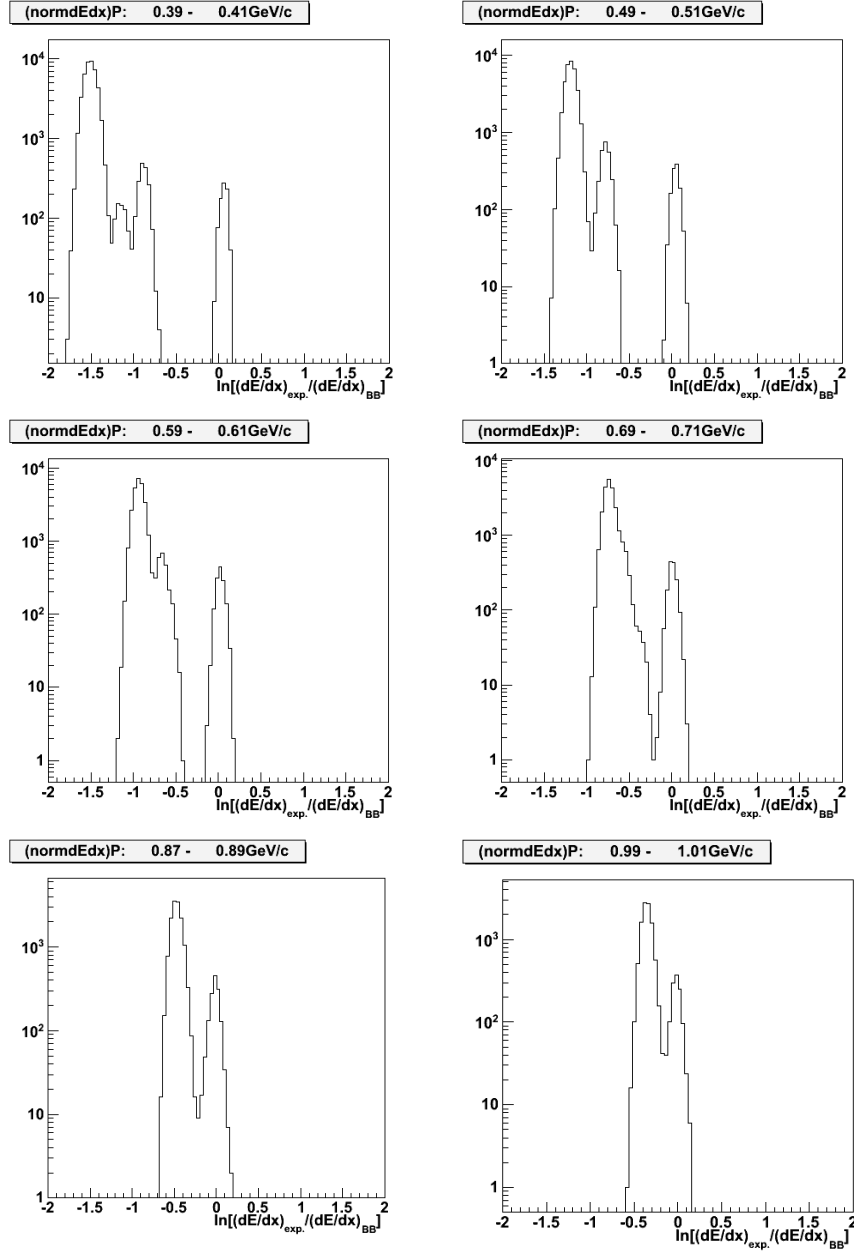 (normdEdx)P: 0.39 - 0.41GeV/c
10⁴
10³
10²
10
-2 -1.5 -1 -0.5 0 0.5 1 1.5 2
ln[(dE/dx)exp./(dE/dx)BB]
(normdEdx)P: 0.49 - 0.51GeV/c
10⁴
10³
10²
10
1
-2 -1.5 -1 -0.5 0 0.5 1 1.5 2
ln[(dE/dx)exp./(dE/dx)BB]
(normdEdx)P: 0.59 - 0.61GeV/c
10⁴
10³
10²
10
1
-2 -1.5 -1 -0.5 0 0.5 1 1.5 2
ln[(dE/dx)exp./(dE/dx)BB]
(normdEdx)P: 0.69 - 0.71GeV/c
10⁴
10³
10²
10
1
-2 -1.5 -1 -0.5 0 0.5 1 1.5 2
ln[(dE/dx)exp./(dE/dx)BB]
(normdEdx)P: 0.87 - 0.89GeV/c
10³
10²
10
1
-2 -1.5 -1 -0.5 0 0.5 1 1.5 2
ln[(dE/dx)exp./(dE/dx)BB]
(normdEdx)P: 0.99 - 1.01GeV/c
10³
10²
10
1
-2 -1.5 -1 -0.5 0 0.5 1 1.5 2
ln[(dE/dx)exp./(dE/dx)BB]